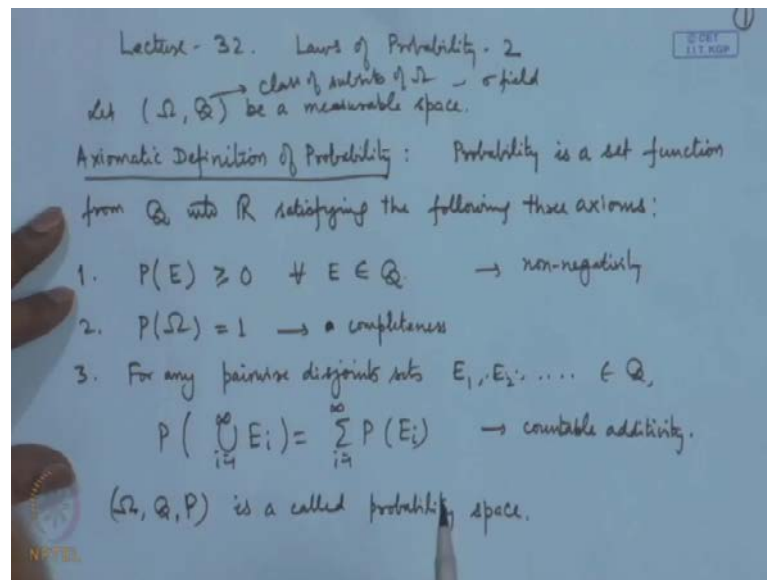 ①
Lecture - 32. Laws of Probability - 2
© CET
I.I.T. KGP
→ class of subsets of Ω - σ field
Let (Ω, Q) be a measurable space.
Axiomatic Definition of Probability : Probability is a set function
from Q into ℝ satisfying the following three axioms:
1. P(E) ≥ 0 ∀ E ∈ Q. → non-negativity
2. P(Ω) = 1 → completeness
3. For any pairwise disjoints sets E₁, E₂, .... ∈ Q,
P( ∞⋃i=1 Ei ) = ∞∑i=1 P(Ei) → countable additivity.
(Ω, Q, P) is a called probability space.
NPTEL